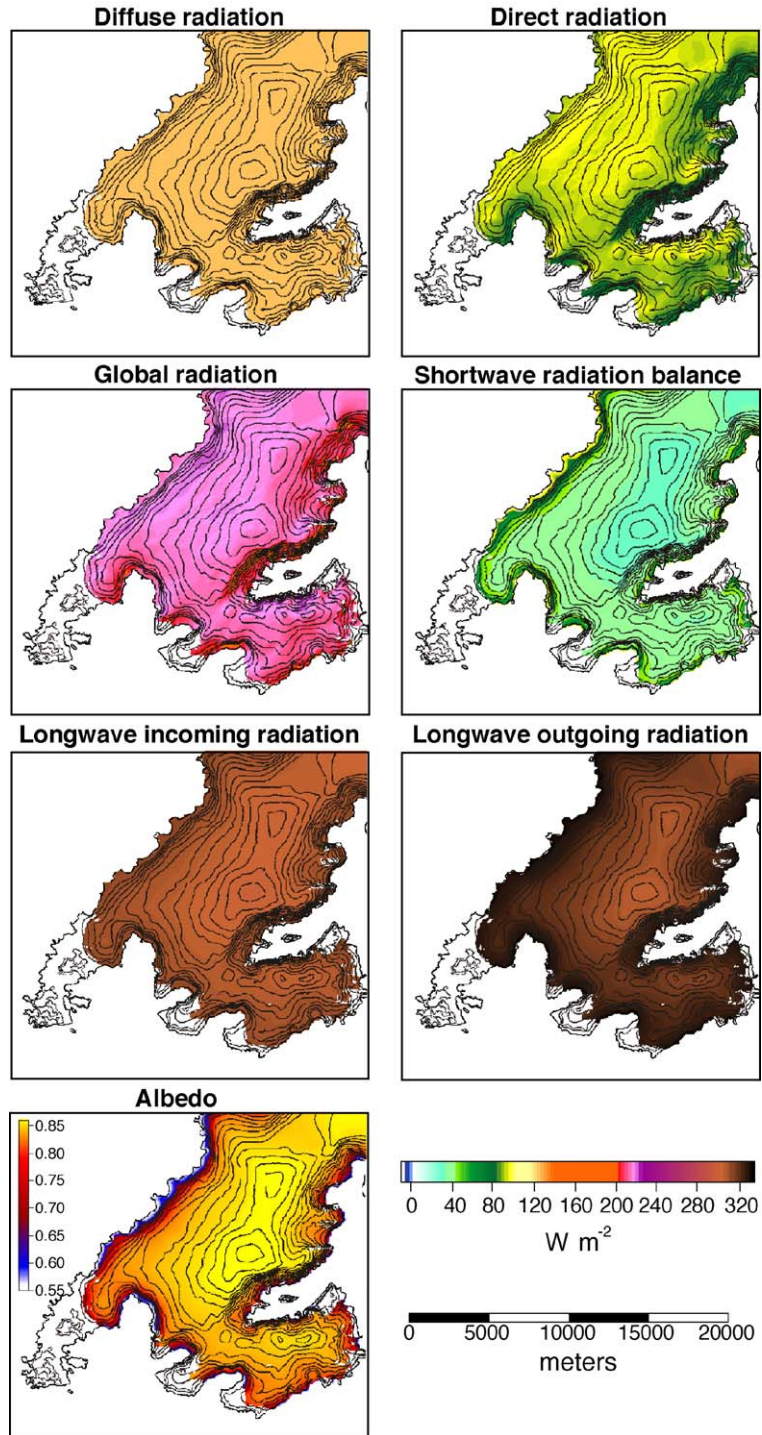 Diffuse radiation
Direct radiation
Global radiation
Shortwave radiation balance
Longwave incoming radiation
Longwave outgoing radiation
Albedo
0.85
0.80
0.75
0.70
0.65
0.60
0.55
0 40 80 120 160 200 240 280 320
W m-2
0 5000 10000 15000 20000
meters